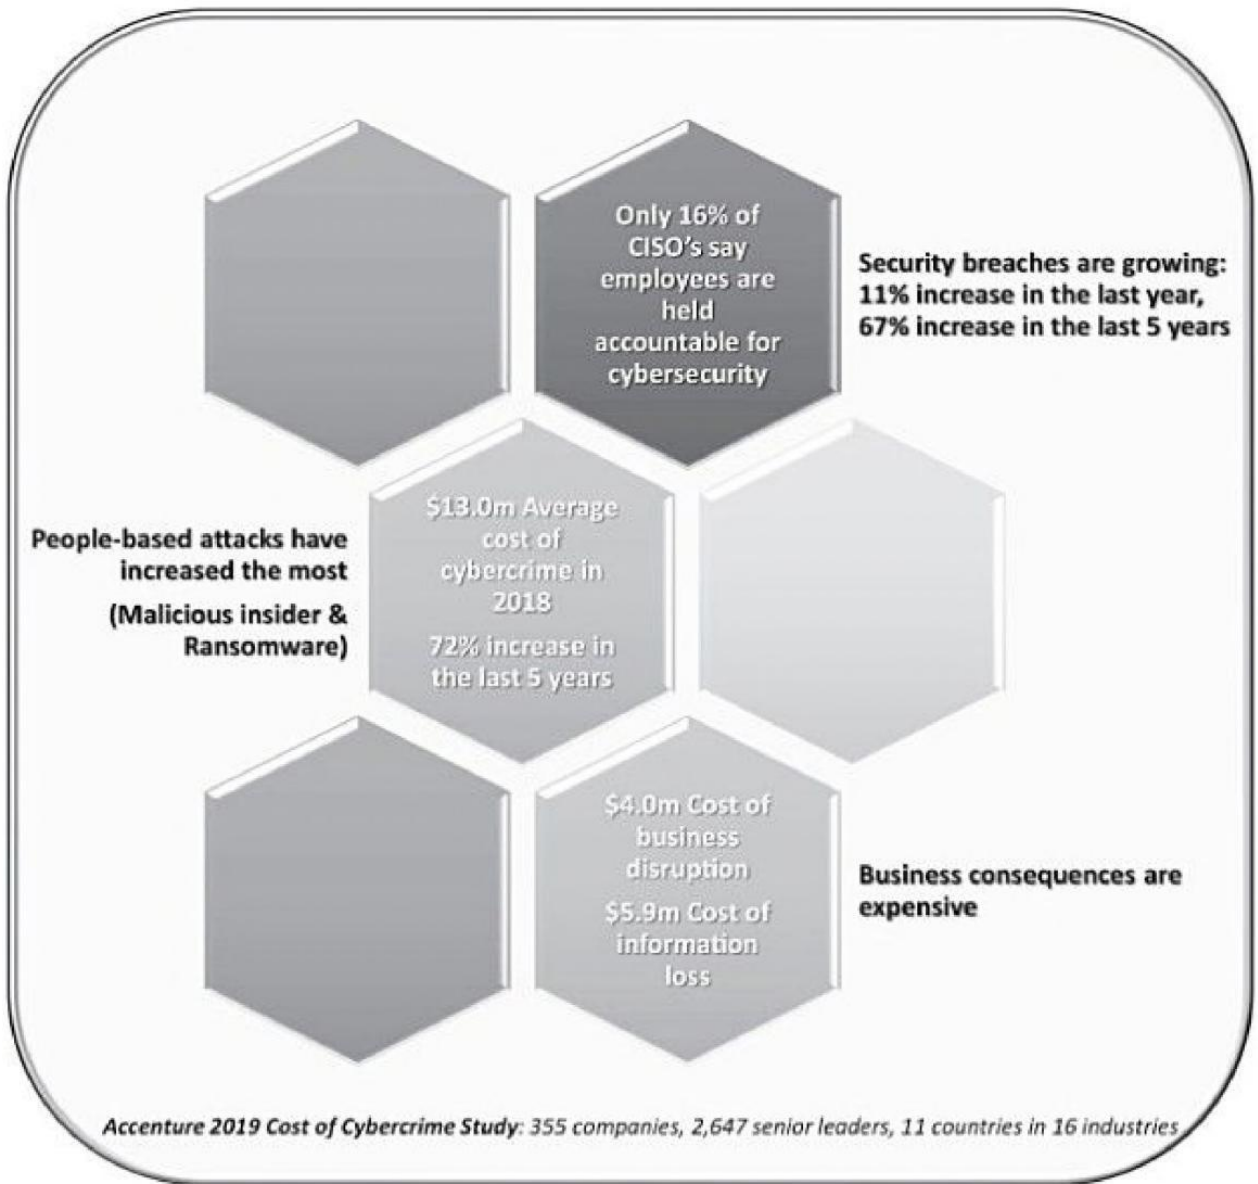 Only 16% of
CISO's say
employees are
held
accountable for
cybersecurity
Security breaches are growing:
11% increase in the last year,
67% increase in the last 5 years
People-based attacks have
increased the most
(Malicious insider &
Ransomware)
$13.0m Average
cost of
cybercrime in
2018
72% increase in
the last 5 years
$4.0m Cost of
business
disruption
$5.9m Cost of
information
loss
Business consequences are
expensive
Accenture 2019 Cost of Cybercrime Study: 355 companies, 2,647 senior leaders, 11 countries in 16 industries